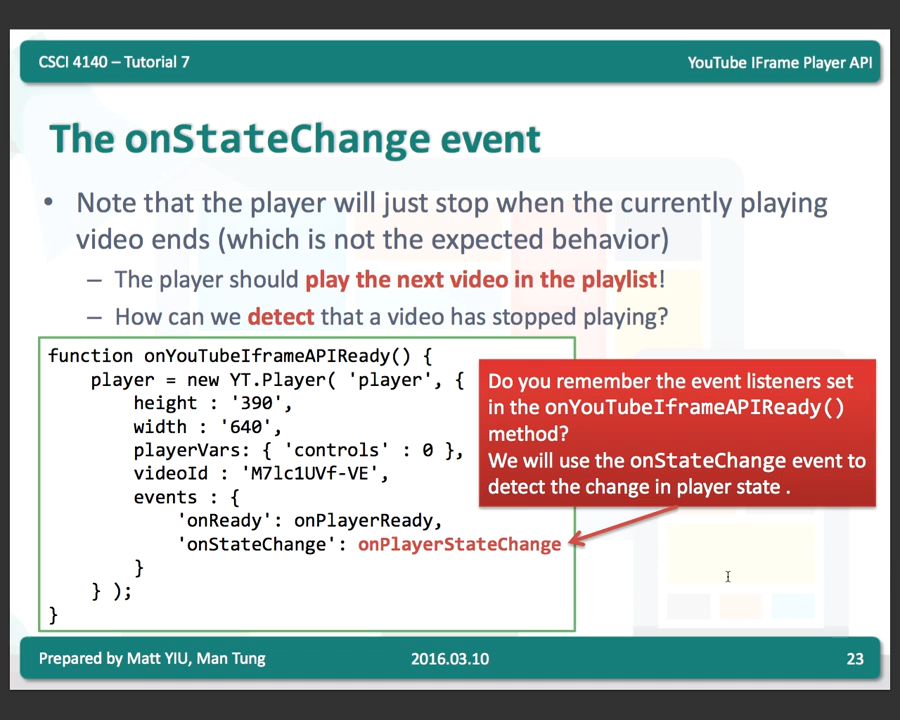 CSCI 4140 – Tutorial 7
YouTube IFrame Player API
The onStateChange event
• Note that the player will just stop when the currently playing
video ends (which is not the expected behavior)
– The player should play the next video in the playlist!
– How can we detect that a video has stopped playing?
function onYouTubeIframeAPIReady() {
player = new YT.Player( 'player', {
height : '390',
width : '640',
playerVars: { 'controls' : 0 },
videoId : 'M7lc1UVf-VE',
events : {
'onReady': onPlayerReady,
'onStateChange': onPlayerStateChange
}
} );
}
Do you remember the event listeners set
in the onYouTubeIframeAPIReady()
method?
We will use the onStateChange event to
detect the change in player state .
Prepared by Matt YIU, Man Tung
2016.03.10
23